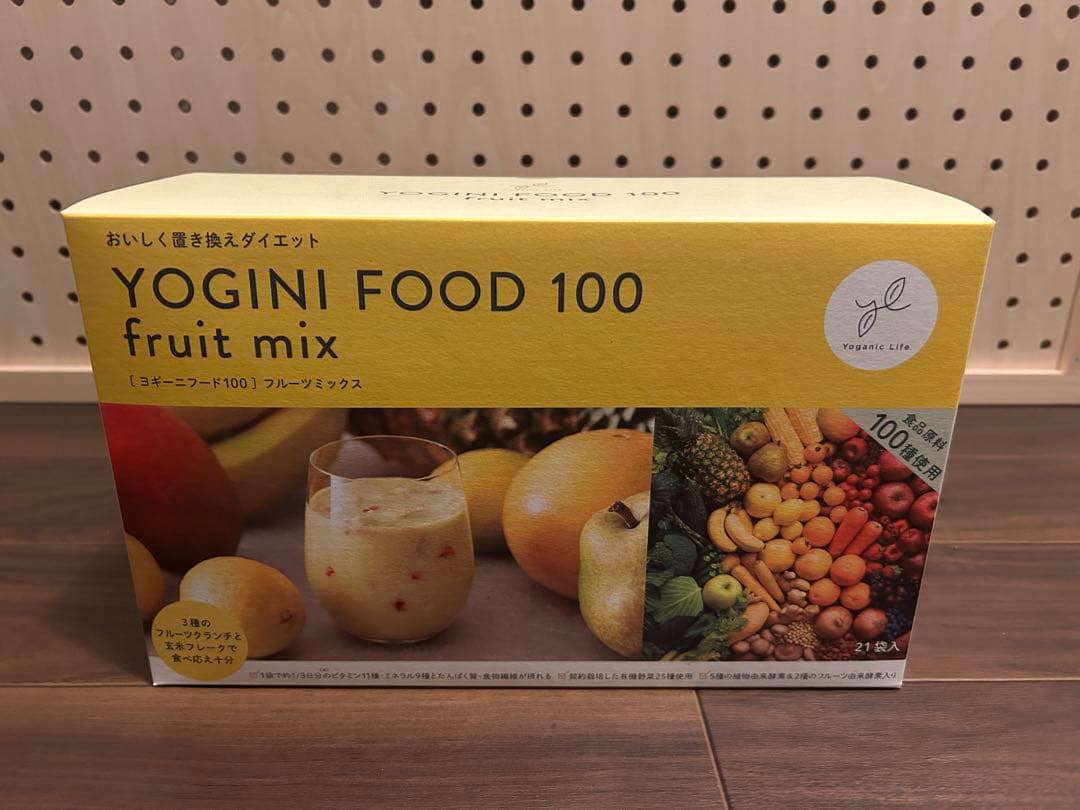 YOGINI FOOD 100
fruit mix
おいしく置き換えダイエット
YOGINI FOOD 100
fruit mix
[ヨギーニフード100] フルーツミックス
Yoganic Life
食品原料
100種使用
3種の
フルーツクランチと
玄米フレークで
食べ応え十分
21袋入
1袋で約1/3日分のビタミン11種・ミネラル9種とたんぱく質・食物繊維が摂れる 契約栽培した有機野菜25種使用 5種の植物由来酵素&2種のフルーツ由来酵素入り